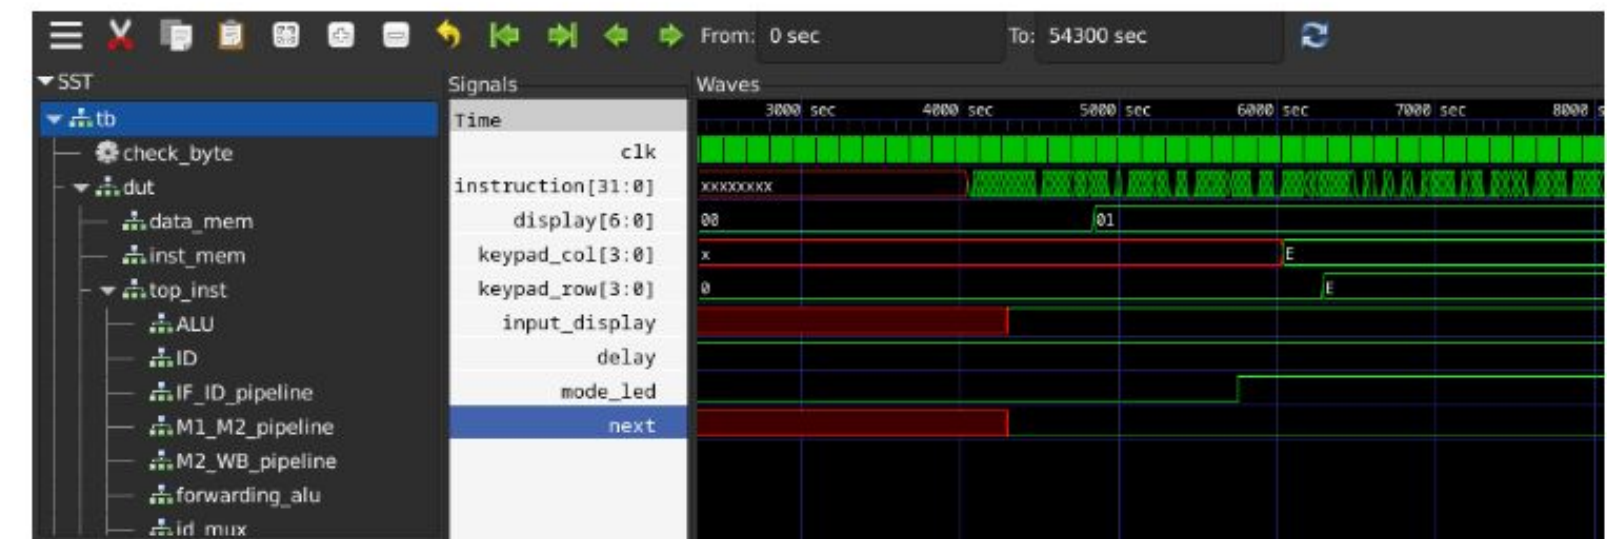 From: 0 sec To: 54300 sec
SST
tb
check_byte
dut
data_mem
inst_mem
top_inst
ALU
ID
IF_ID_pipeline
M1_M2_pipeline
M2_WB_pipeline
forwarding_alu
id_mux
Signals
Time
clk
instruction[31:0]
display[6:0]
keypad_col[3:0]
keypad_row[3:0]
input_display
delay
mode_led
next
Waves
3000 sec 4000 sec 5000 sec 6000 sec 7000 sec 8000 s
xxxxxxxx
00 01
x E
0 E